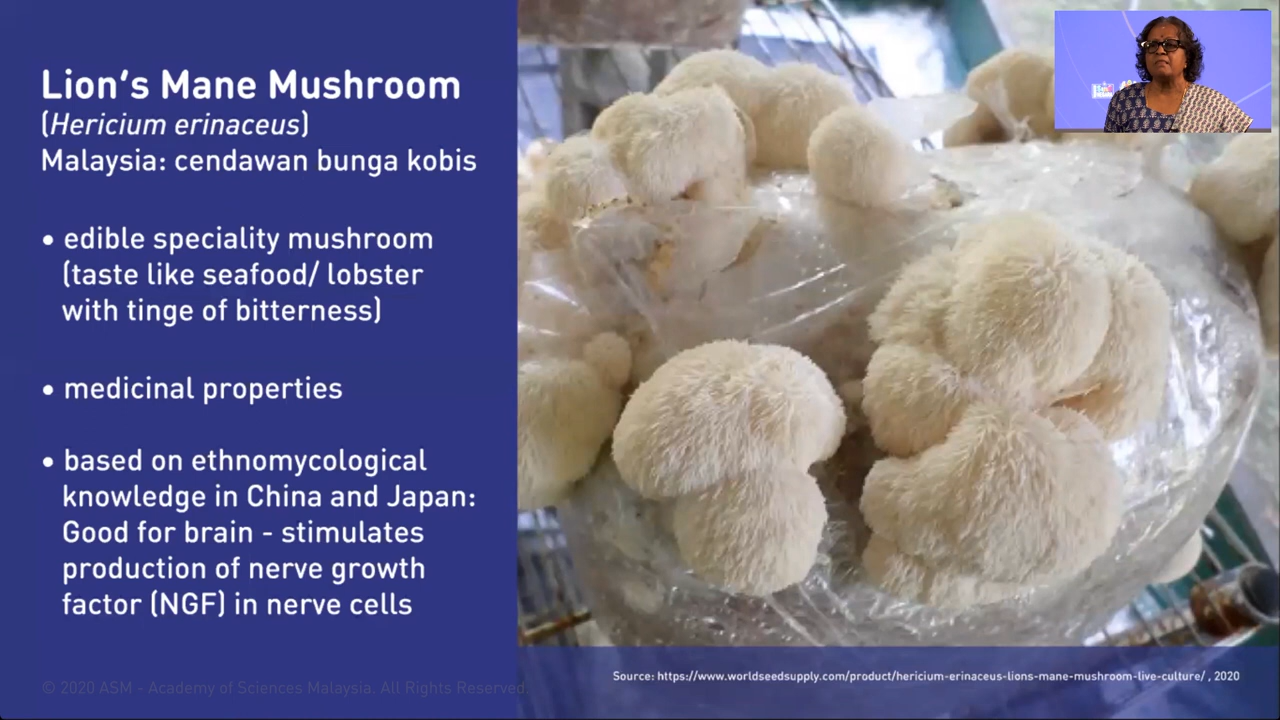 Lion's Mane Mushroom
(Hericium erinaceus)
Malaysia: cendawan bunga kobis
• edible speciality mushroom
(taste like seafood/ lobster
with tinge of bitterness)
• medicinal properties
• based on ethnomycological
knowledge in China and Japan:
Good for brain - stimulates
production of nerve growth
factor (NGF) in nerve cells
© 2020 ASM - Academy of Sciences Malaysia. All Rights Reserved.
Source: https://www.worldseedsupply.com/product/hericium-erinaceus-lions-mane-mushroom-live-culture/ , 2020